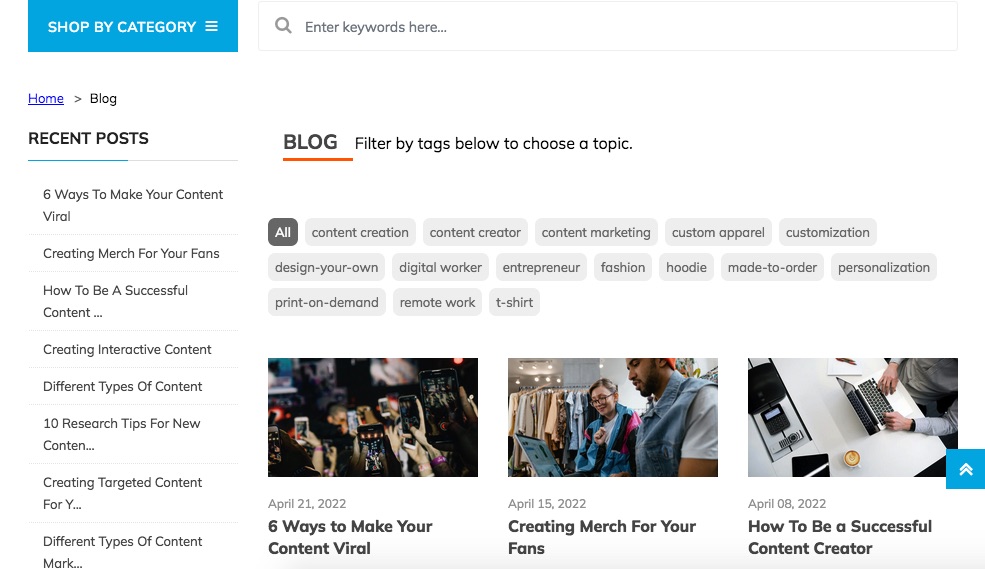 SHOP BY CATEGORY
Enter keywords here...
Home > Blog
RECENT POSTS
6 Ways To Make Your Content
Viral
Creating Merch For Your Fans
How To Be A Successful
Content ...
Creating Interactive Content
Different Types Of Content
10 Research Tips For New
Conten...
Creating Targeted Content
For Y...
Different Types Of Content
Mark...
BLOG Filter by tags below to choose a topic.
All content creation content creator content marketing custom apparel customization
design-your-own digital worker entrepreneur fashion hoodie made-to-order personalization
print-on-demand remote work t-shirt
April 21, 2022
6 Ways to Make Your
Content Viral
April 15, 2022
Creating Merch For Your
Fans
April 08, 2022
How To Be a Successful
Content Creator